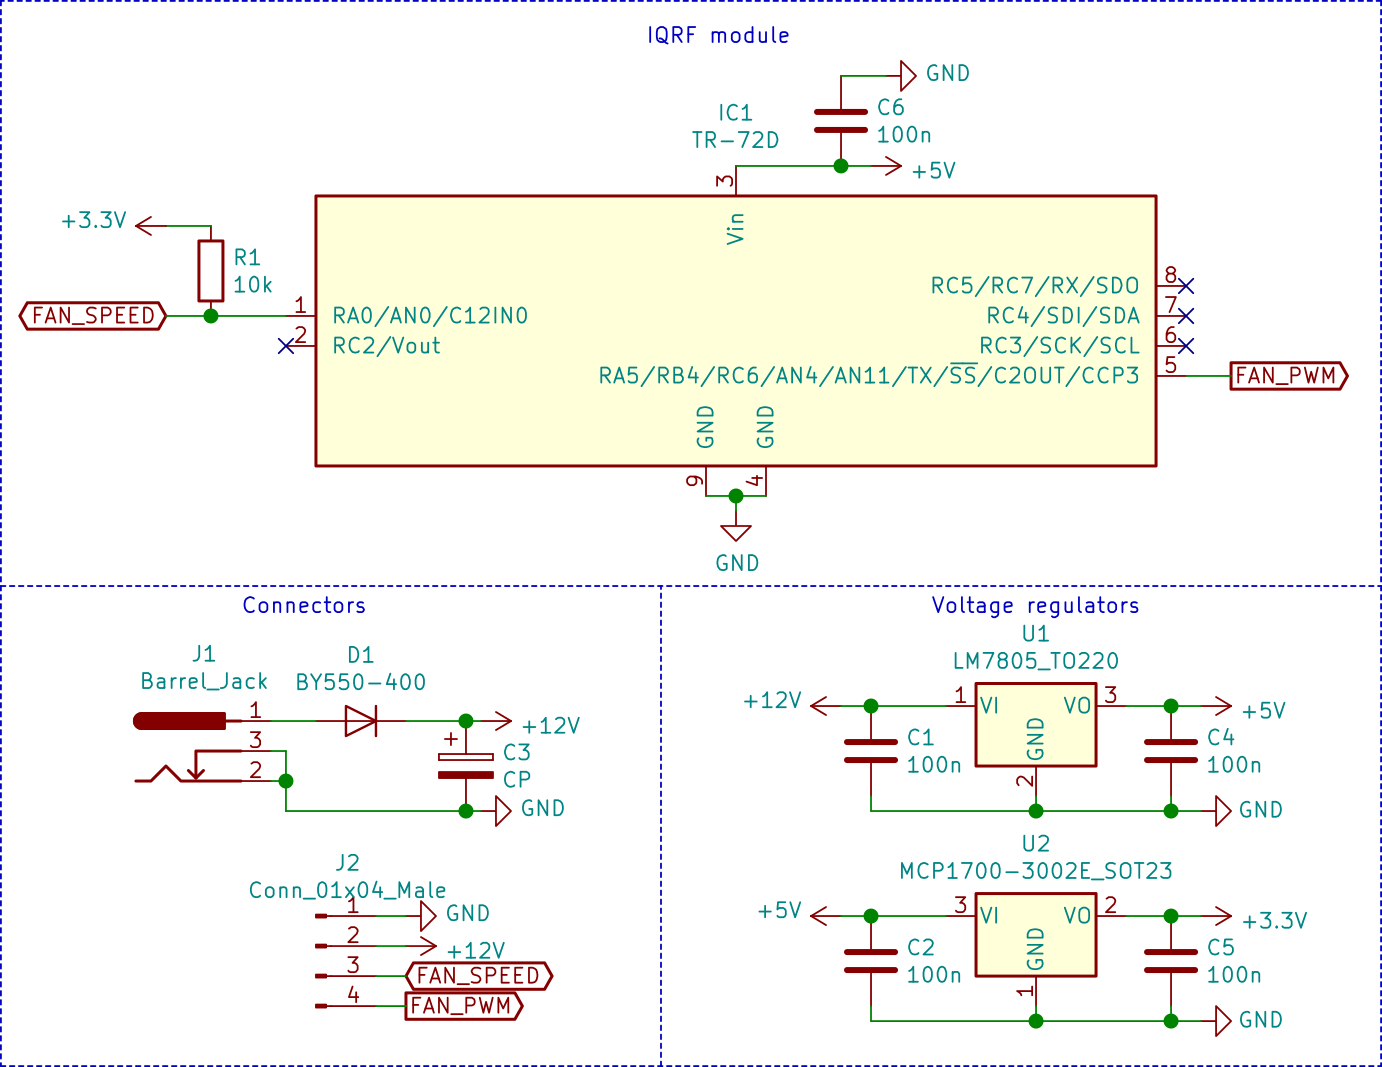 IQRF module
GND
C6
100n
IC1
TR-72D
+5V
3
Vin
+3.3V
R1
10k
FAN_SPEED
1
RA0/AN0/C12IN0
2
RC2/Vout
RC5/RC7/RX/SDO
8
RC4/SDI/SDA
7
RC3/SCK/SCL
6
RA5/RB4/RC6/AN4/AN11/TX/SS/C2OUT/CCP3
5
FAN_PWM
GND
GND
9
4
GND
Connectors
J1
Barrel_Jack
D1
BY550-400
1
3
2
+12V
+
C3
CP
GND
J2
Conn_01x04_Male
1
GND
2
+12V
3
FAN_SPEED
4
FAN_PWM
Voltage regulators
U1
LM7805_TO220
+12V
1
VI
VO
3
GND
2
+5V
C1
100n
C4
100n
GND
U2
MCP1700-3002E_SOT23
+5V
3
VI
VO
2
GND
1
+3.3V
C2
100n
C5
100n
GND